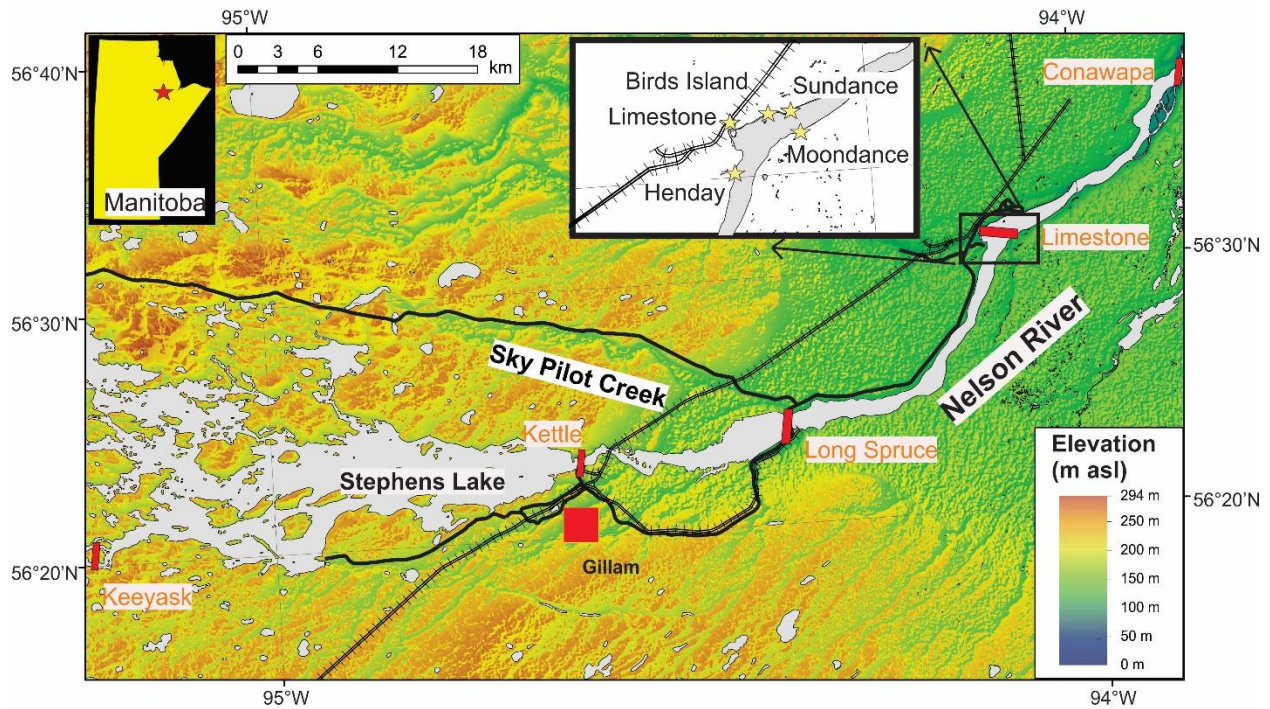 95°W
94°W
56°40'N
0 3 6 12 18
km
Manitoba
Birds Island
Sundance
Limestone
Moondance
Henday
Conawapa
Limestone
56°30'N
56°30'N
Sky Pilot Creek
Nelson River
Kettle
Long Spruce
Stephens Lake
Gillam
Keeyask
56°20'N
56°20'N
Elevation
(m asl)
294 m
250 m
200 m
150 m
100 m
50 m
0 m
95°W
94°W